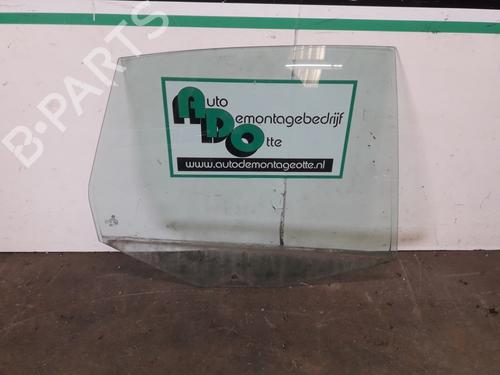 B-PARTS
Auto
Demontagebedrijf
Otte
www.autodemontageotte.nl